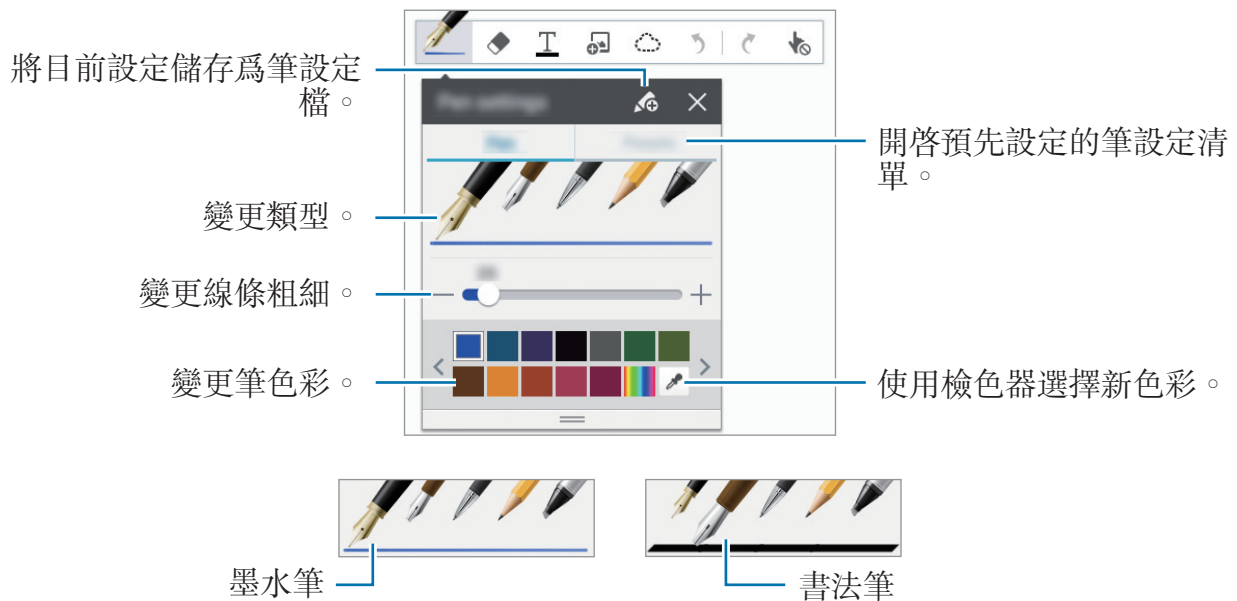 將目前設定儲存爲筆設定
檔。
開啓預先設定的筆設定清
單。
變更類型。
變更線條粗細。
變更筆色彩。
使用檢色器選擇新色彩。
墨水筆
書法筆